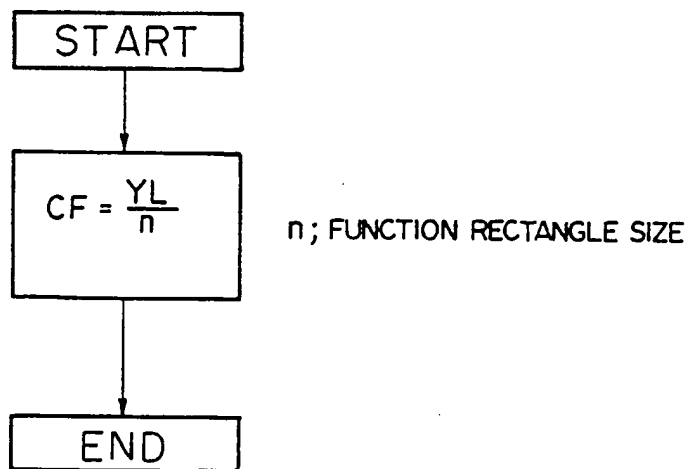 START
CF = YL/n
n; FUNCTION RECTANGLE SIZE
END